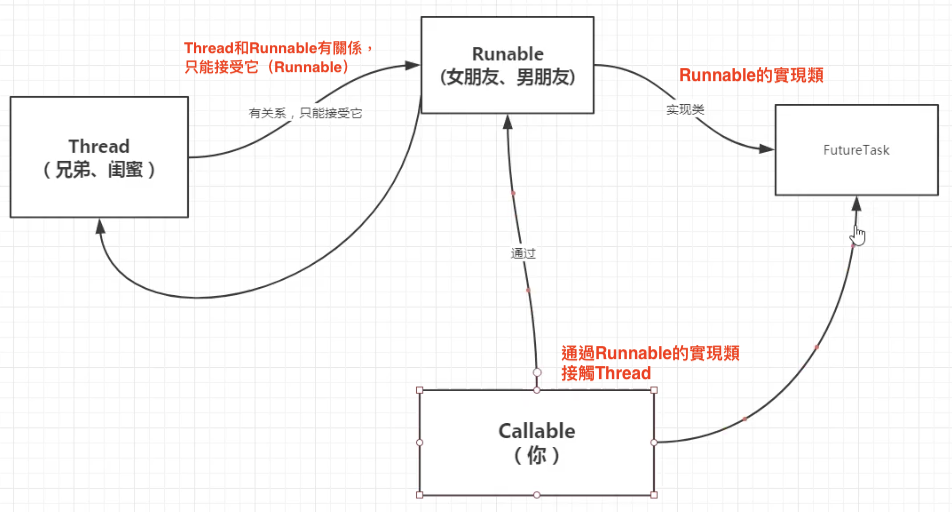 Thread和Runnable有關係，
只能接受它（Runnable）
Runable
(女朋友、男朋友)
Runnable的實現類
有关系，只能接受它
实现类
Thread
（兄弟、闺蜜）
FutureTask
通过
通過Runnable的實現類
接觸Thread
Callable
（你）